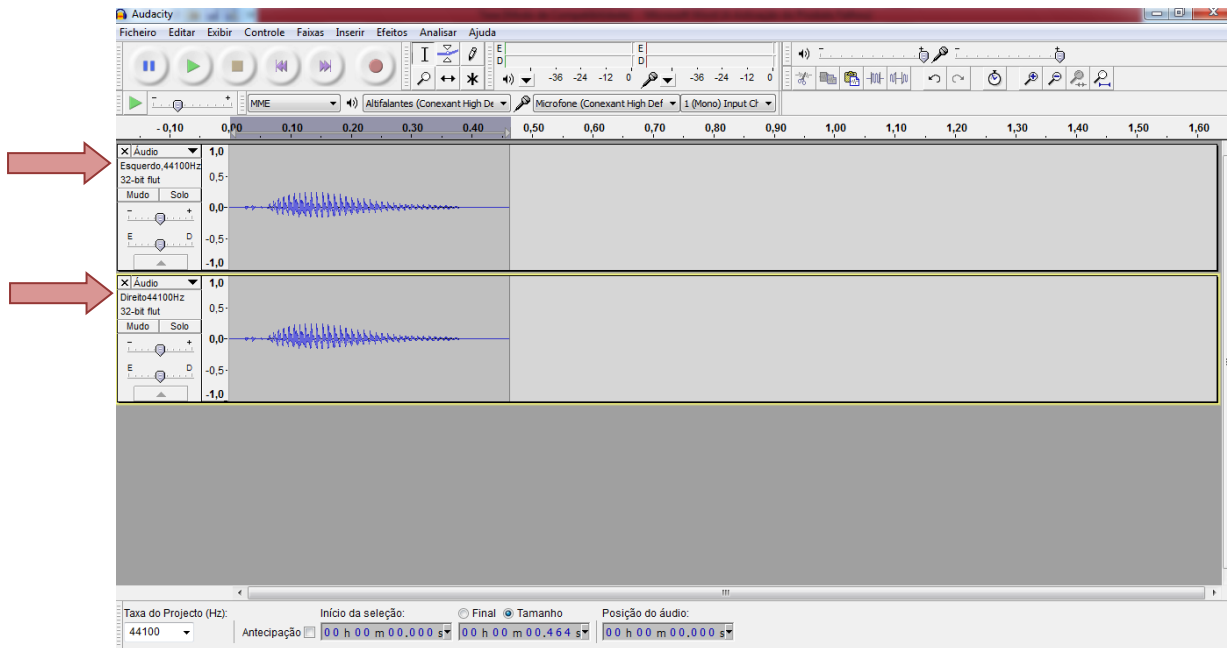 Audacity
Ficheiro Editar Exibir Controle Faixas Inserir Efeitos Analisar Ajuda
E E
D D
-36 -24 -12 0 -36 -24 -12 0
MME Altifalantes (Conexant High De Microfone (Conexant High Def 1 (Mono) Input Ch
- 0,10 0,00 0,10 0,20 0,30 0,40 0,50 0,60 0,70 0,80 0,90 1,00 1,10 1,20 1,30 1,40 1,50 1,60
Áudio 1,0
Esquerdo,44100Hz
32-bit flut 0,5
Mudo Solo
- + 0,0
E D -0,5
-1,0
Áudio 1,0
Direito44100Hz
32-bit flut 0,5
Mudo Solo
- + 0,0
E D -0,5
-1,0
Taxa do Projecto (Hz): Início da seleção: Final Tamanho Posição do áudio:
44100 Antecipação 00 h 00 m 00.000 s 00 h 00 m 00.464 s 00 h 00 m 00.000 s